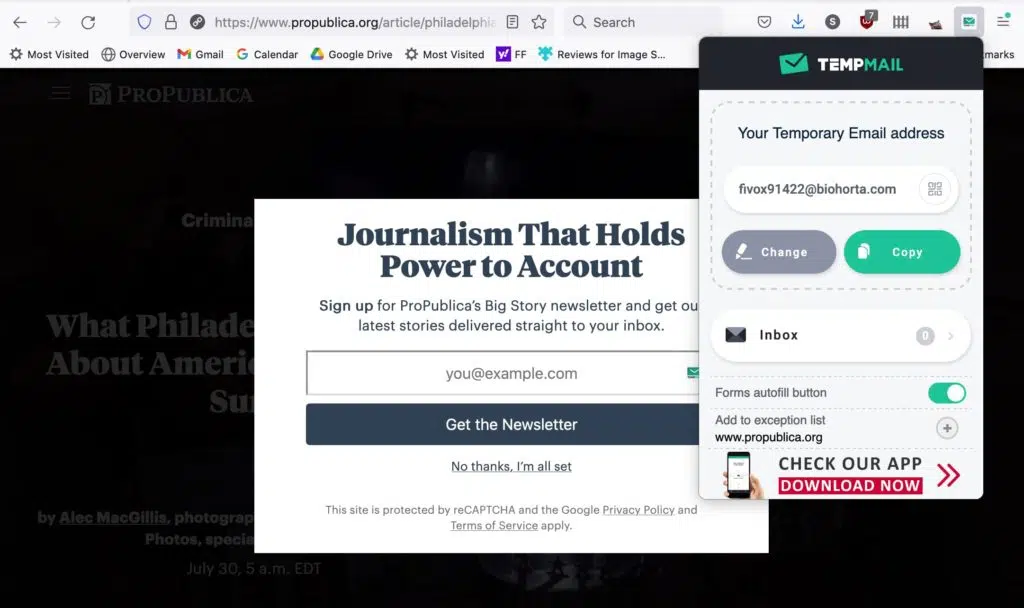 https://www.propublica.org/article/philadelphia
Search
S
7
Most Visited
Overview
Gmail
Calendar
Google Drive
Most Visited
FF
Reviews for Image S...
marks
TEMPMAIL
Your Temporary Email address
fivox91422@biohorta.com
Change
Copy
Inbox
0
Forms autofill button
Add to exception list
www.propublica.org
CHECK OUR APP
DOWNLOAD NOW
PROPUBLICA
Crimina
What Philade
About Americ
Su
by Alec MacGillis, photograp
Photos, specia
July 30, 5 a.m. EDT
Journalism That Holds
Power to Account
Sign up for ProPublica’s Big Story newsletter and get ou
latest stories delivered straight to your inbox.
you@example.com
Get the Newsletter
No thanks, I’m all set
This site is protected by reCAPTCHA and the Google Privacy Policy and
Terms of Service apply.